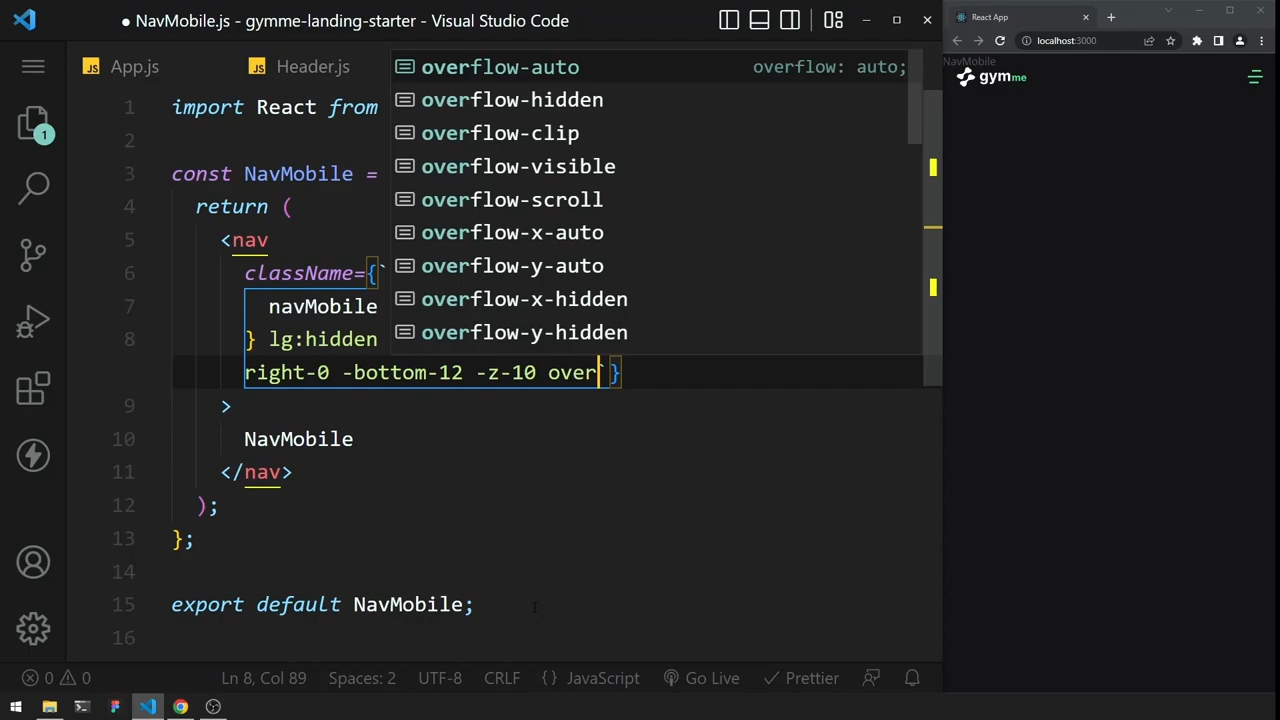 ● NavMobile.js - gymme-landing-starter - Visual Studio Code
React App
localhost:3000
JS App.js
JS Header.js
NavMobile
gymme
overflow-auto overflow: auto;
overflow-hidden
overflow-clip
overflow-visible
overflow-scroll
overflow-x-auto
overflow-y-auto
overflow-x-hidden
overflow-y-hidden
1
1 import React from
2
3 const NavMobile =
4 return (
5 <nav
6 className={`
7 navMobile
8 } lg:hidden
right-0 -bottom-12 -z-10 over`}
9 >
10 NavMobile
11 </nav>
12 );
13 };
14
15 export default NavMobile;
16
0 0
Ln 8, Col 89 Spaces: 2 UTF-8 CRLF {} JavaScript Go Live Prettier